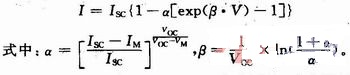 I = I_SC{1-α[exp(β·V)-1]}
式中：α = [(I_SC - I_M)/I_SC]^(V_OC/(V_OC-V_M)), β = 1/V_OC × ln((1+α)/α)。